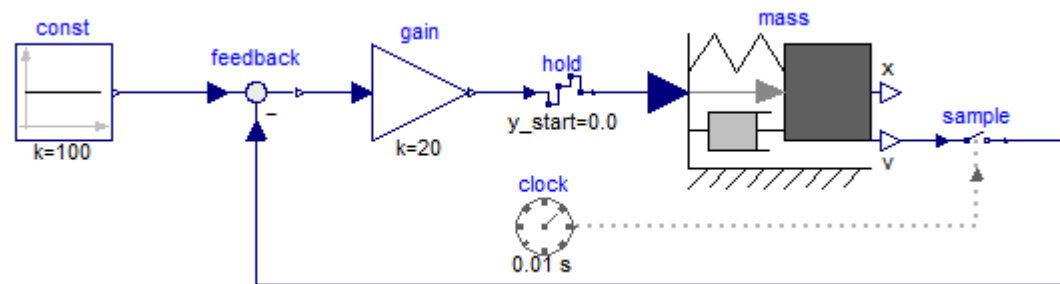 const
k=100
feedback
−
gain
k=20
hold
y_start=0.0
mass
x
v
sample
clock
0.01 s